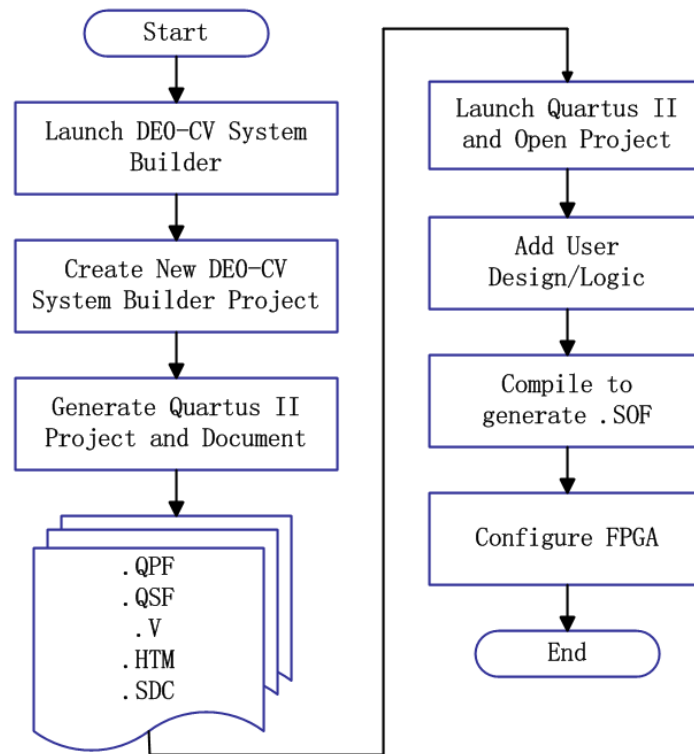 Start
Launch DE0-CV System
Builder
Create New DE0-CV
System Builder Project
Generate Quartus II
Project and Document
.QPF
.QSF
.V
.HTM
.SDC
Launch Quartus II
and Open Project
Add User
Design/Logic
Compile to
generate .SOF
Configure FPGA
End